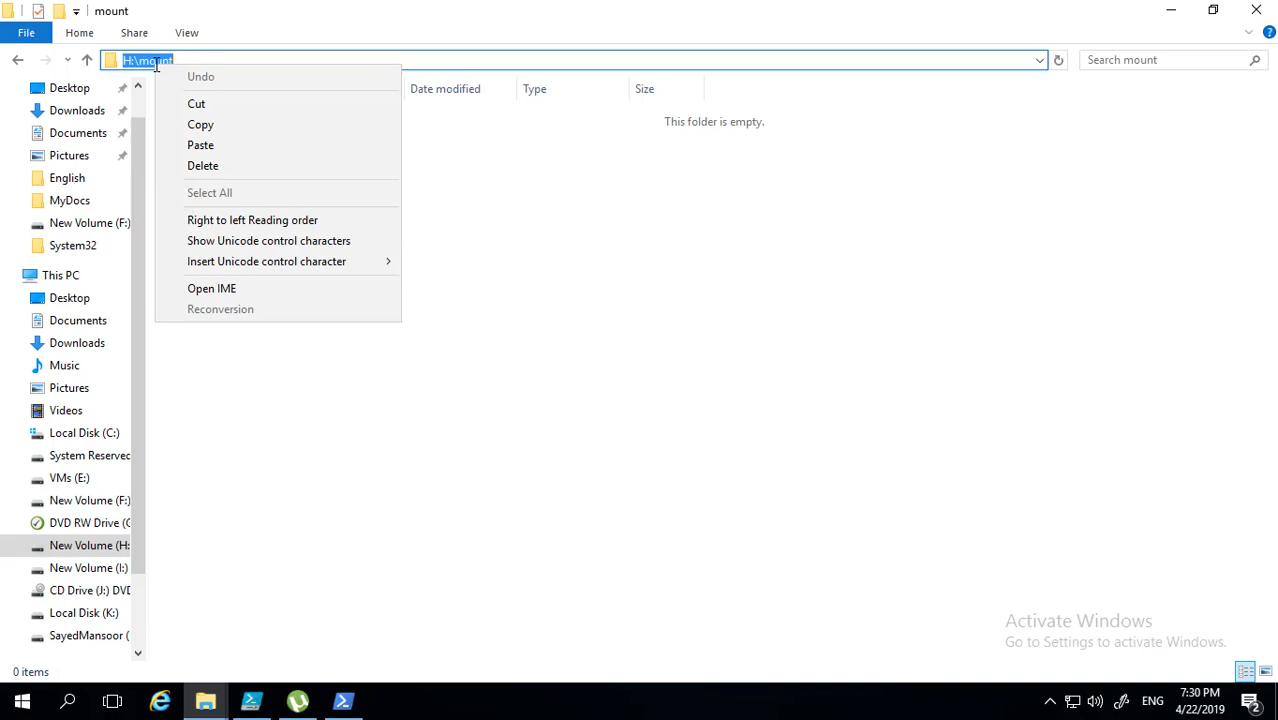 mount
File
Home
Share
View
H:\mount
Search mount
Undo
Cut
Copy
Paste
Delete
Select All
Right to left Reading order
Show Unicode control characters
Insert Unicode control character
Open IME
Reconversion
Date modified
Type
Size
This folder is empty.
Desktop
Downloads
Documents
Pictures
English
MyDocs
New Volume (F:)
System32
This PC
Desktop
Documents
Downloads
Music
Pictures
Videos
Local Disk (C:)
System Reserved
VMs (E:)
New Volume (F:)
DVD RW Drive (G
New Volume (H:
New Volume (I:)
CD Drive (J:) DVD
Local Disk (K:)
SayedMansoor (
Activate Windows
Go to Settings to activate Windows.
0 items
ENG
7:30 PM
4/22/2019
2